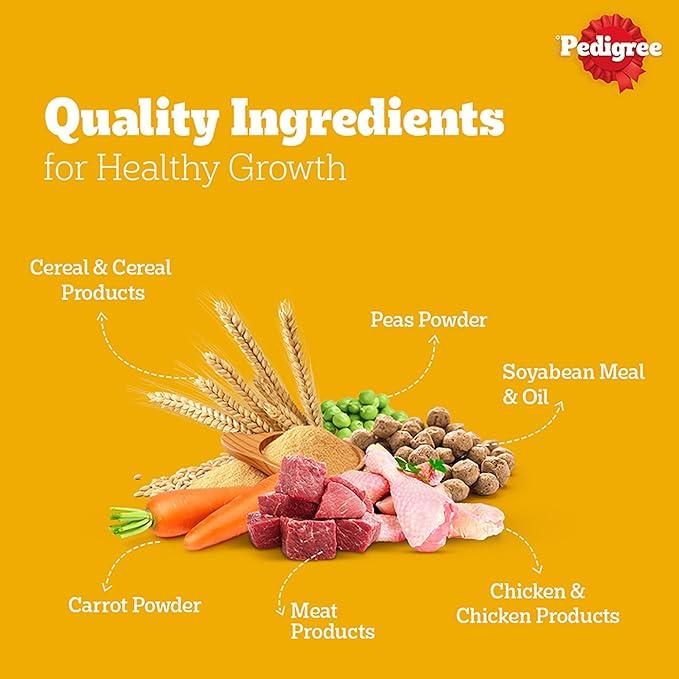 Pedigree
Quality Ingredients
for Healthy Growth
Cereal & Cereal
Products
Peas Powder
Soyabean Meal
& Oil
Carrot Powder
Meat
Products
Chicken &
Chicken Products